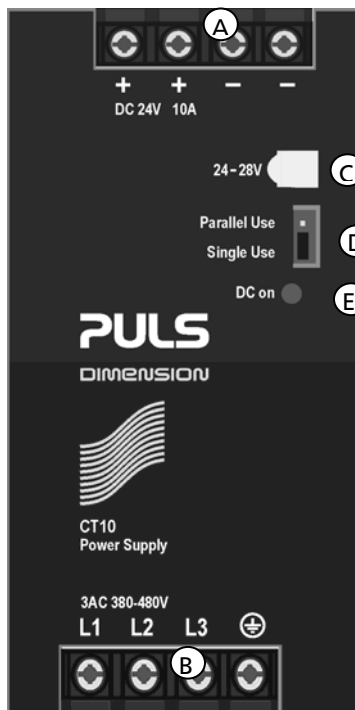 A
+ + − −
DC 24V 10A
24-28V
C
Parallel Use
D
Single Use
DC on
E
PULS
DIMENSION
CT10
Power Supply
3AC 380-480V
L1 L2 L3
B